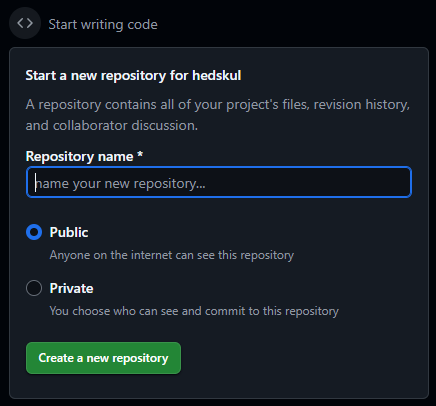 <> Start writing code
Start a new repository for hedskul
A repository contains all of your project's files, revision history,
and collaborator discussion.
Repository name *
name your new repository...
Public
Anyone on the internet can see this repository
Private
You choose who can see and commit to this repository
Create a new repository